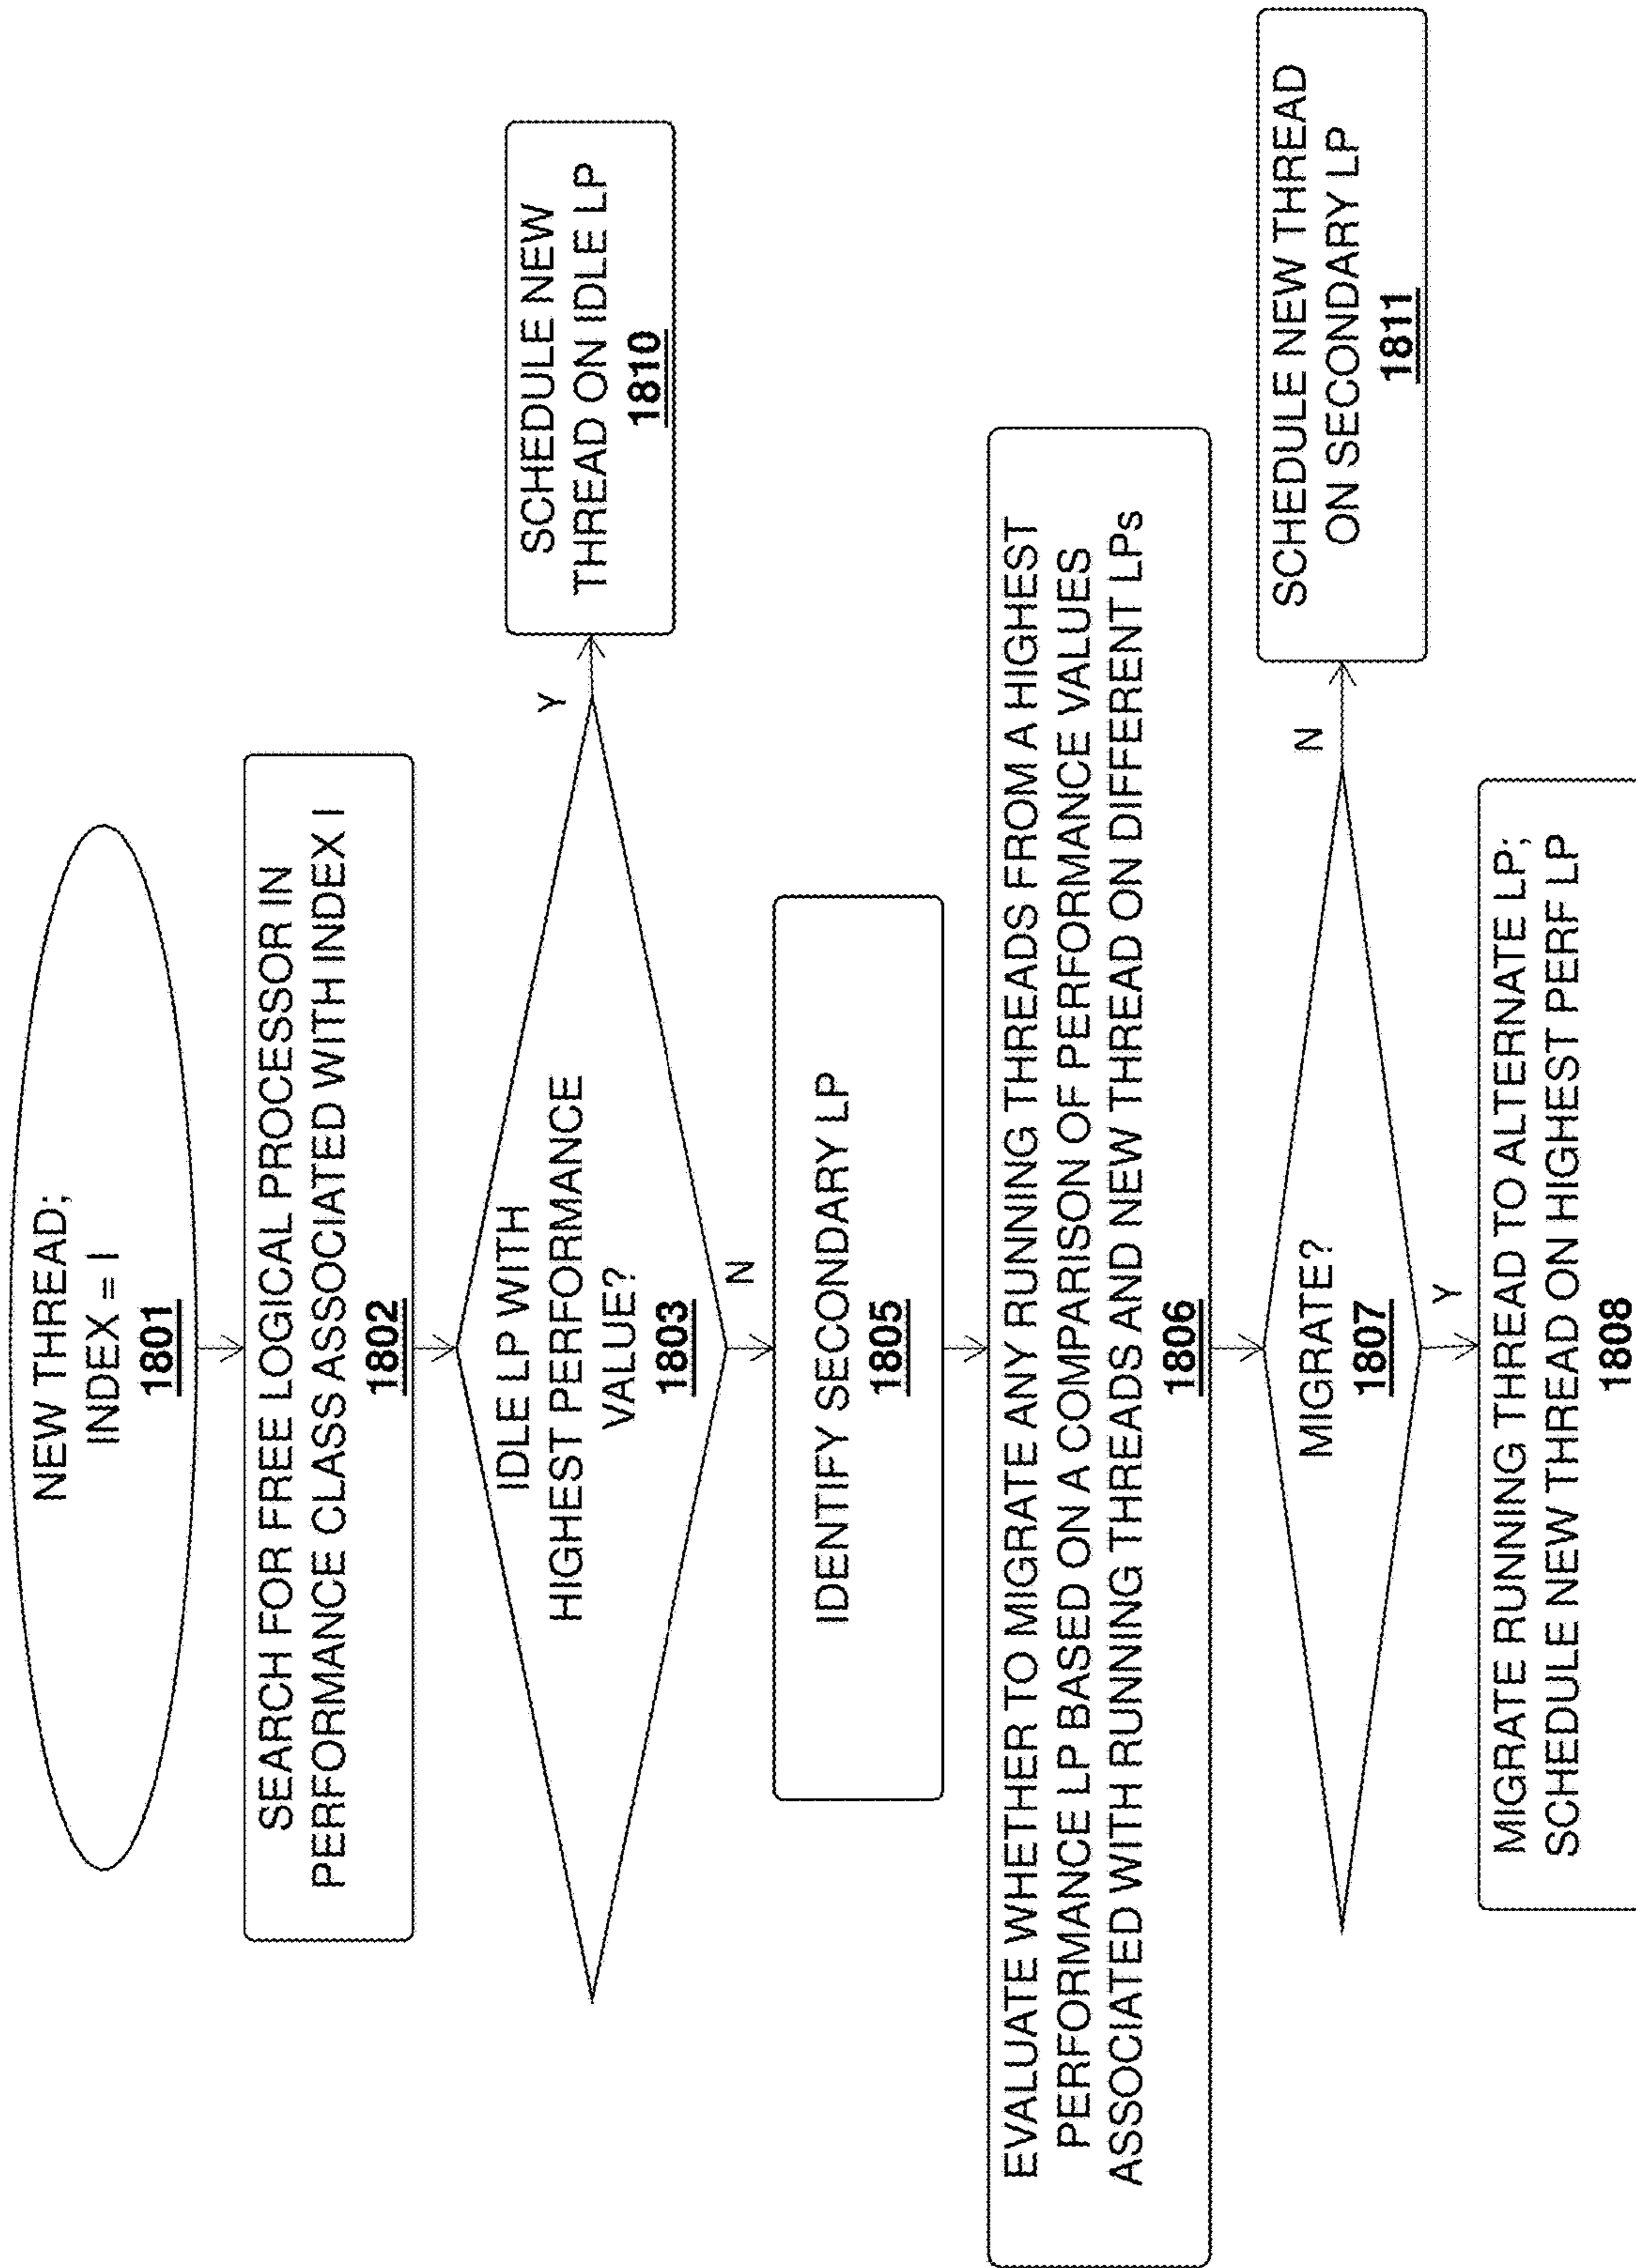 NEW THREAD;
INDEX = I
1801
SEARCH FOR FREE LOGICAL PROCESSOR IN
PERFORMANCE CLASS ASSOCIATED WITH INDEX I
1802
IDLE LP WITH
HIGHEST PERFORMANCE
VALUE?
1803
Y
SCHEDULE NEW
THREAD ON IDLE LP
1810
N
IDENTIFY SECONDARY LP
1805
EVALUATE WHETHER TO MIGRATE ANY RUNNING THREADS FROM A HIGHEST
PERFORMANCE LP BASED ON A COMPARISON OF PERFORMANCE VALUES
ASSOCIATED WITH RUNNING THREADS AND NEW THREAD ON DIFFERENT LPs
1806
MIGRATE?
1807
N
SCHEDULE NEW THREAD
ON SECONDARY LP
1811
Y
MIGRATE RUNNING THREAD TO ALTERNATE LP;
SCHEDULE NEW THREAD ON HIGHEST PERF LP
1808